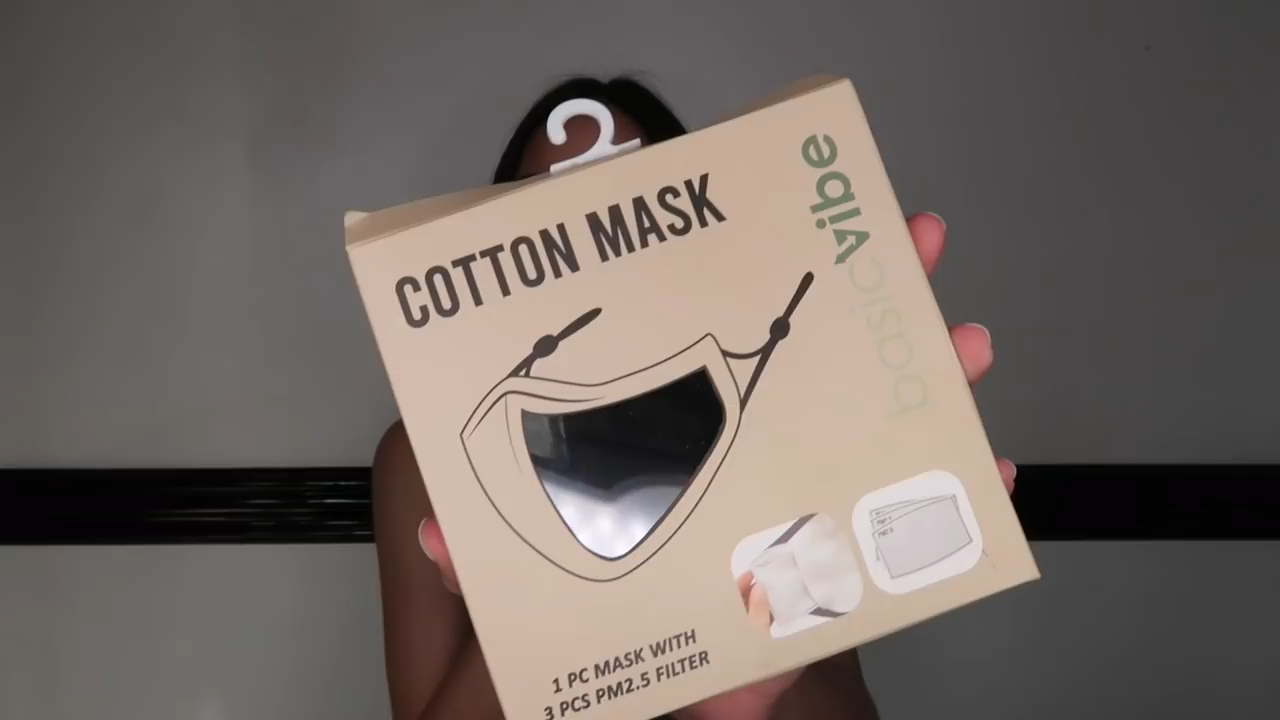 COTTON MASK
basicvibe
1 PC MASK WITH
3 PCS PM2.5 FILTER